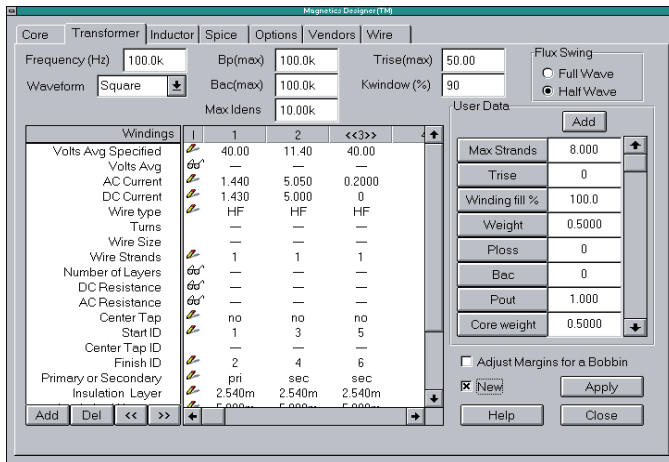 Magnetics Designer(TM)
Core Transformer Inductor Spice Options Vendors Wire
Frequency (Hz) 100.0k Bp(max) 100.0k Trise(max) 50.00 Flux Swing
Full Wave
Waveform Square Bac(max) 100.0k Kwindow (%) 90 Half Wave
Max Idens 10.00k User Data
Add
Windings I 1 2 <<3>> 4
Volts Avg Specified 40.00 11.40 40.00
Volts Avg — — —
AC Current 1.440 5.050 0.2000
DC Current 1.430 5.000 0
Wire type HF HF HF
Turns — — —
Wire Size — — —
Wire Strands 1 1 1
Number of Layers — — —
DC Resistance — — —
AC Resistance — — —
Center Tap no no no
Start ID 1 3 5
Center Tap ID — — —
Finish ID 2 4 6
Primary or Secondary pri sec sec
Insulation Layer 2.540m 2.540m 2.540m
Add Del << >>
Max Strands 8.000
Trise 0
Winding fill % 100.0
Weight 0.5000
Ploss 0
Bac 0
Pout 1.000
Core weight 0.5000
Adjust Margins for a Bobbin
New Apply
Help Close